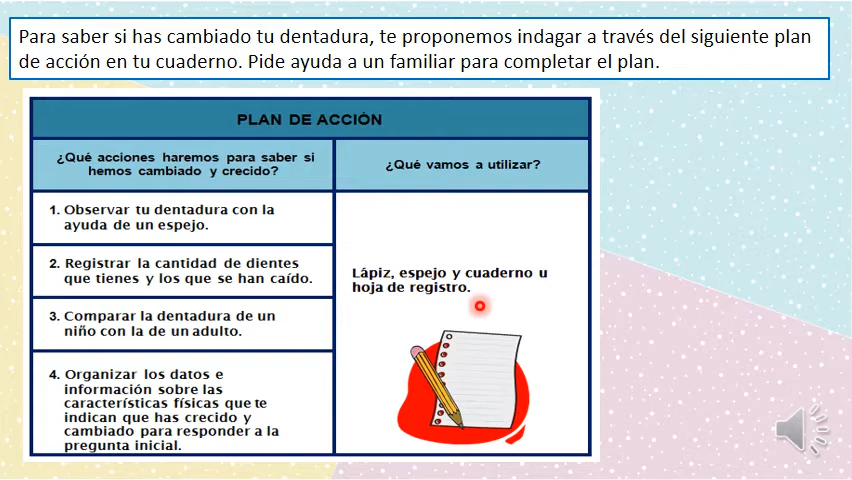 Para saber si has cambiado tu dentadura, te proponemos indagar a través del siguiente plan
de acción en tu cuaderno. Pide ayuda a un familiar para completar el plan.
PLAN DE ACCIÓN
¿Qué acciones haremos para saber si
hemos cambiado y crecido?
¿Qué vamos a utilizar?
1. Observar tu dentadura con la
ayuda de un espejo.
2. Registrar la cantidad de dientes
que tienes y los que se han caído.
3. Comparar la dentadura de un
niño con la de un adulto.
4. Organizar los datos e
información sobre las
características físicas que te
indican que has crecido y
cambiado para responder a la
pregunta inicial.
Lápiz, espejo y cuaderno u
hoja de registro.